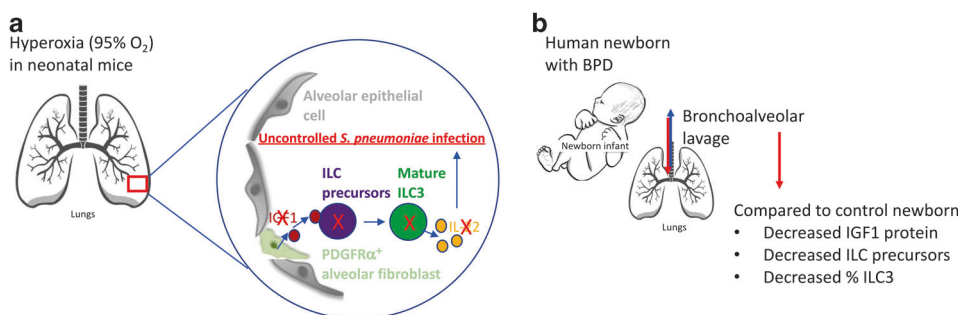 a
Hyperoxia (95% O₂)
in neonatal mice
Lungs
Alveolar epithelial
cell
Uncontrolled S. pneumoniae infection
ILC
precursors
Mature
ILC3
IGF1
X
X
X
X
PDGFRα⁺
alveolar fibroblast
b
Human newborn
with BPD
Newborn infant
Bronchoalveolar
lavage
Lungs
Compared to control newborn
• Decreased IGF1 protein
• Decreased ILC precursors
• Decreased % ILC3